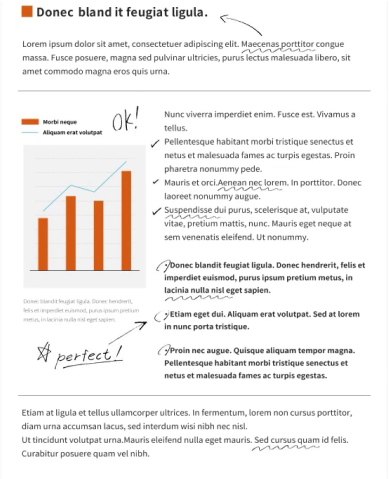 Donec bland it feugiat ligula.
Lorem ipsum dolor sit amet, consectetuer adipiscing elit. Maecenas porttitor congue
massa. Fusce posuere, magna sed pulvinar ultricies, purus lectus malesuada libero, sit
amet commodo magna eros quis urna.
Morbi neque
Aliquam erat volutpat
ok!
Donec blandit feugiat ligula. Donec hendrerit,
felis et imperdiet euismod, purus ipsum pretium
metus, in lacinia nulla nisl eget sapien.
perfect!
Nunc viverra imperdiet enim. Fusce est. Vivamus a
tellus.
Pellentesque habitant morbi tristique senectus et
netus et malesuada fames ac turpis egestas. Proin
pharetra nonummy pede.
Mauris et orci.Aenean nec lorem. In porttitor. Donec
laoreet nonummy augue.
Suspendisse dui purus, scelerisque at, vulputate
vitae, pretium mattis, nunc. Mauris eget neque at
sem venenatis eleifend. Ut nonummy.
Donec blandit feugiat ligula. Donec hendrerit, felis et
imperdiet euismod, purus ipsum pretium metus, in
lacinia nulla nisl eget sapien.
Etiam eget dui. Aliquam erat volutpat. Sed at lorem
in nunc porta tristique.
Proin nec augue. Quisque aliquam tempor magna.
Pellentesque habitant morbi tristique senectus et
netus et malesuada fames ac turpis egestas.
Etiam at ligula et tellus ullamcorper ultrices. In fermentum, lorem non cursus porttitor,
diam urna accumsan lacus, sed interdum wisi nibh nec nisl.
Ut tincidunt volutpat urna.Mauris eleifend nulla eget mauris. Sed cursus quam id felis.
Curabitur posuere quam vel nibh.